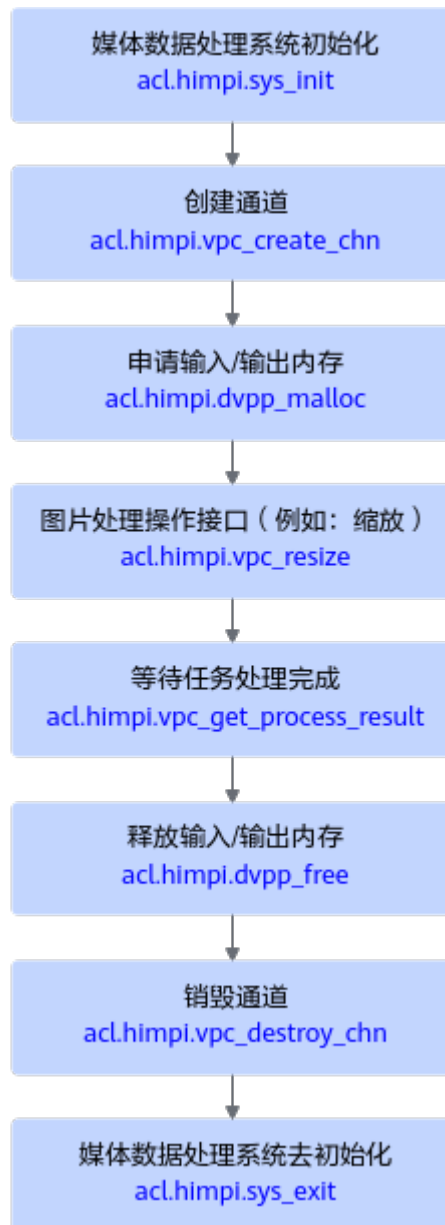 媒体数据处理系统初始化
acl.himpi.sys_init
创建通道
acl.himpi.vpc_create_chn
申请输入/输出内存
acl.himpi.dvpp_malloc
图片处理操作接口（例如：缩放）
acl.himpi.vpc_resize
等待任务处理完成
acl.himpi.vpc_get_process_result
释放输入/输出内存
acl.himpi.dvpp_free
销毁通道
acl.himpi.vpc_destroy_chn
媒体数据处理系统去初始化
acl.himpi.sys_exit